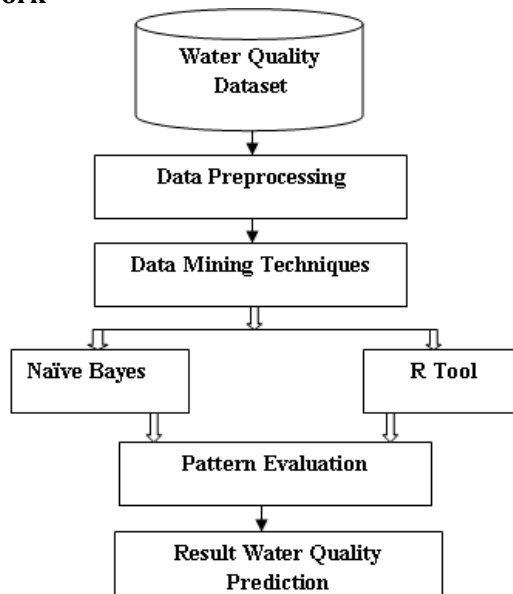 Water Quality
Dataset
Data Preprocessing
Data Mining Techniques
Naïve Bayes
R Tool
Pattern Evaluation
Result Water Quality
Prediction